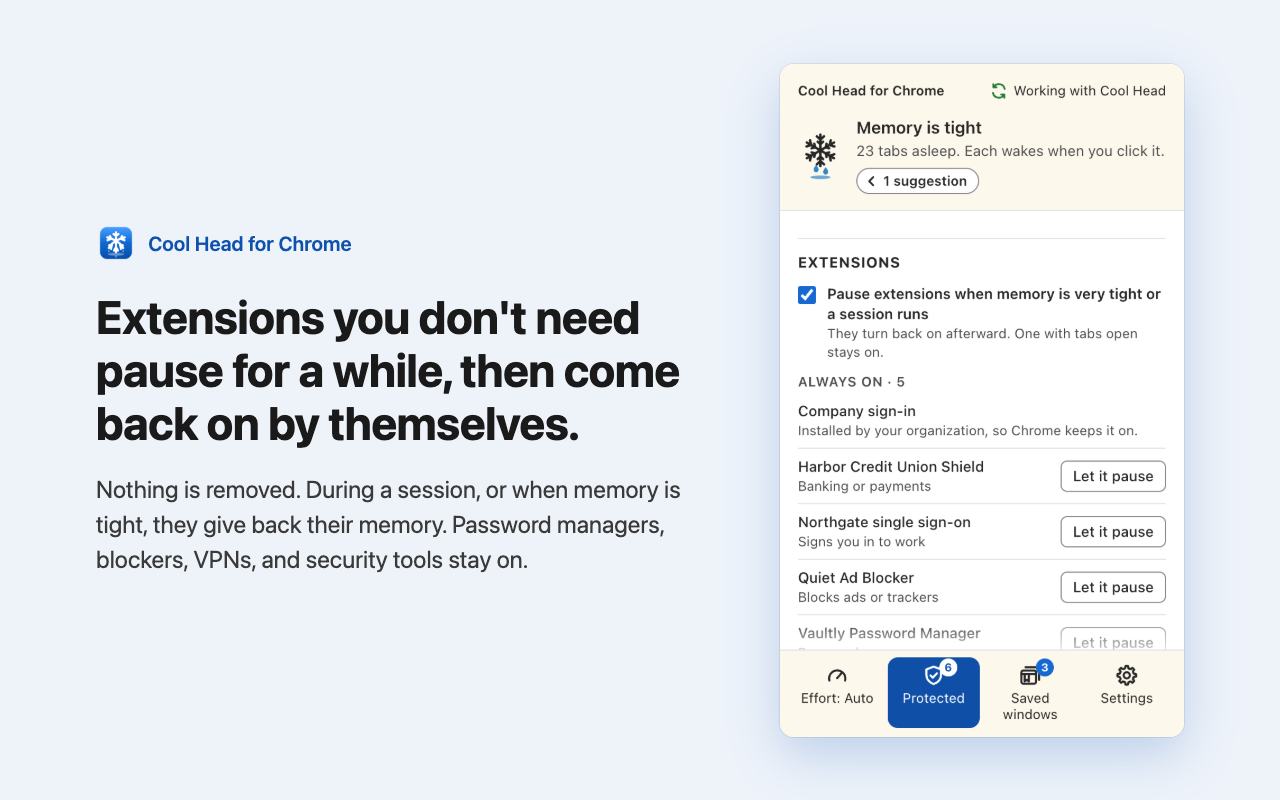 Cool Head for Chrome
Extensions you don't need
pause for a while, then come
back on by themselves.
Nothing is removed. During a session, or when memory is
tight, they give back their memory. Password managers,
blockers, VPNs, and security tools stay on.
Cool Head for Chrome
Working with Cool Head
Memory is tight
23 tabs asleep. Each wakes when you click it.
1 suggestion
EXTENSIONS
Pause extensions when memory is very tight or
a session runs
They turn back on afterward. One with tabs open
stays on.
ALWAYS ON · 5
Company sign-in
Installed by your organization, so Chrome keeps it on.
Harbor Credit Union Shield
Banking or payments
Let it pause
Northgate single sign-on
Signs you in to work
Let it pause
Quiet Ad Blocker
Blocks ads or trackers
Let it pause
Vaultly Password Manager
Let it pause
Effort: Auto
6
Protected
3
Saved
windows
Settings